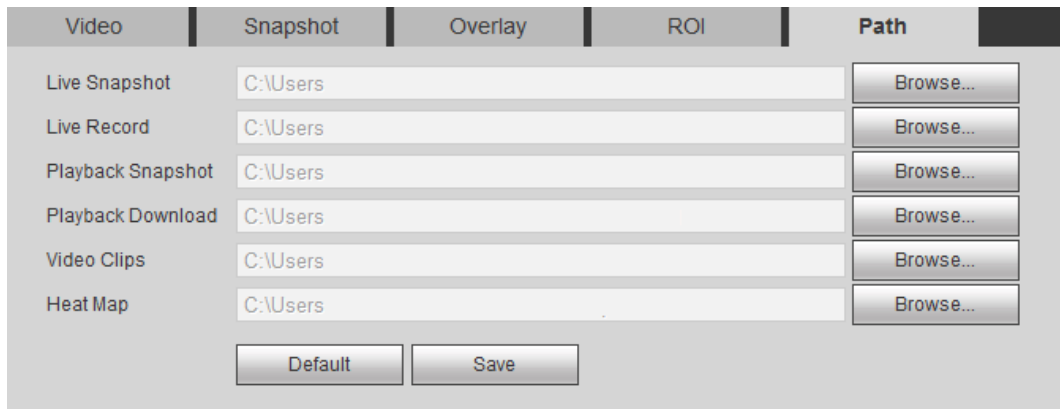 Video Snapshot Overlay ROI Path
Live Snapshot C:\Users Browse...
Live Record C:\Users Browse...
Playback Snapshot C:\Users Browse...
Playback Download C:\Users Browse...
Video Clips C:\Users Browse...
Heat Map C:\Users Browse...
Default Save